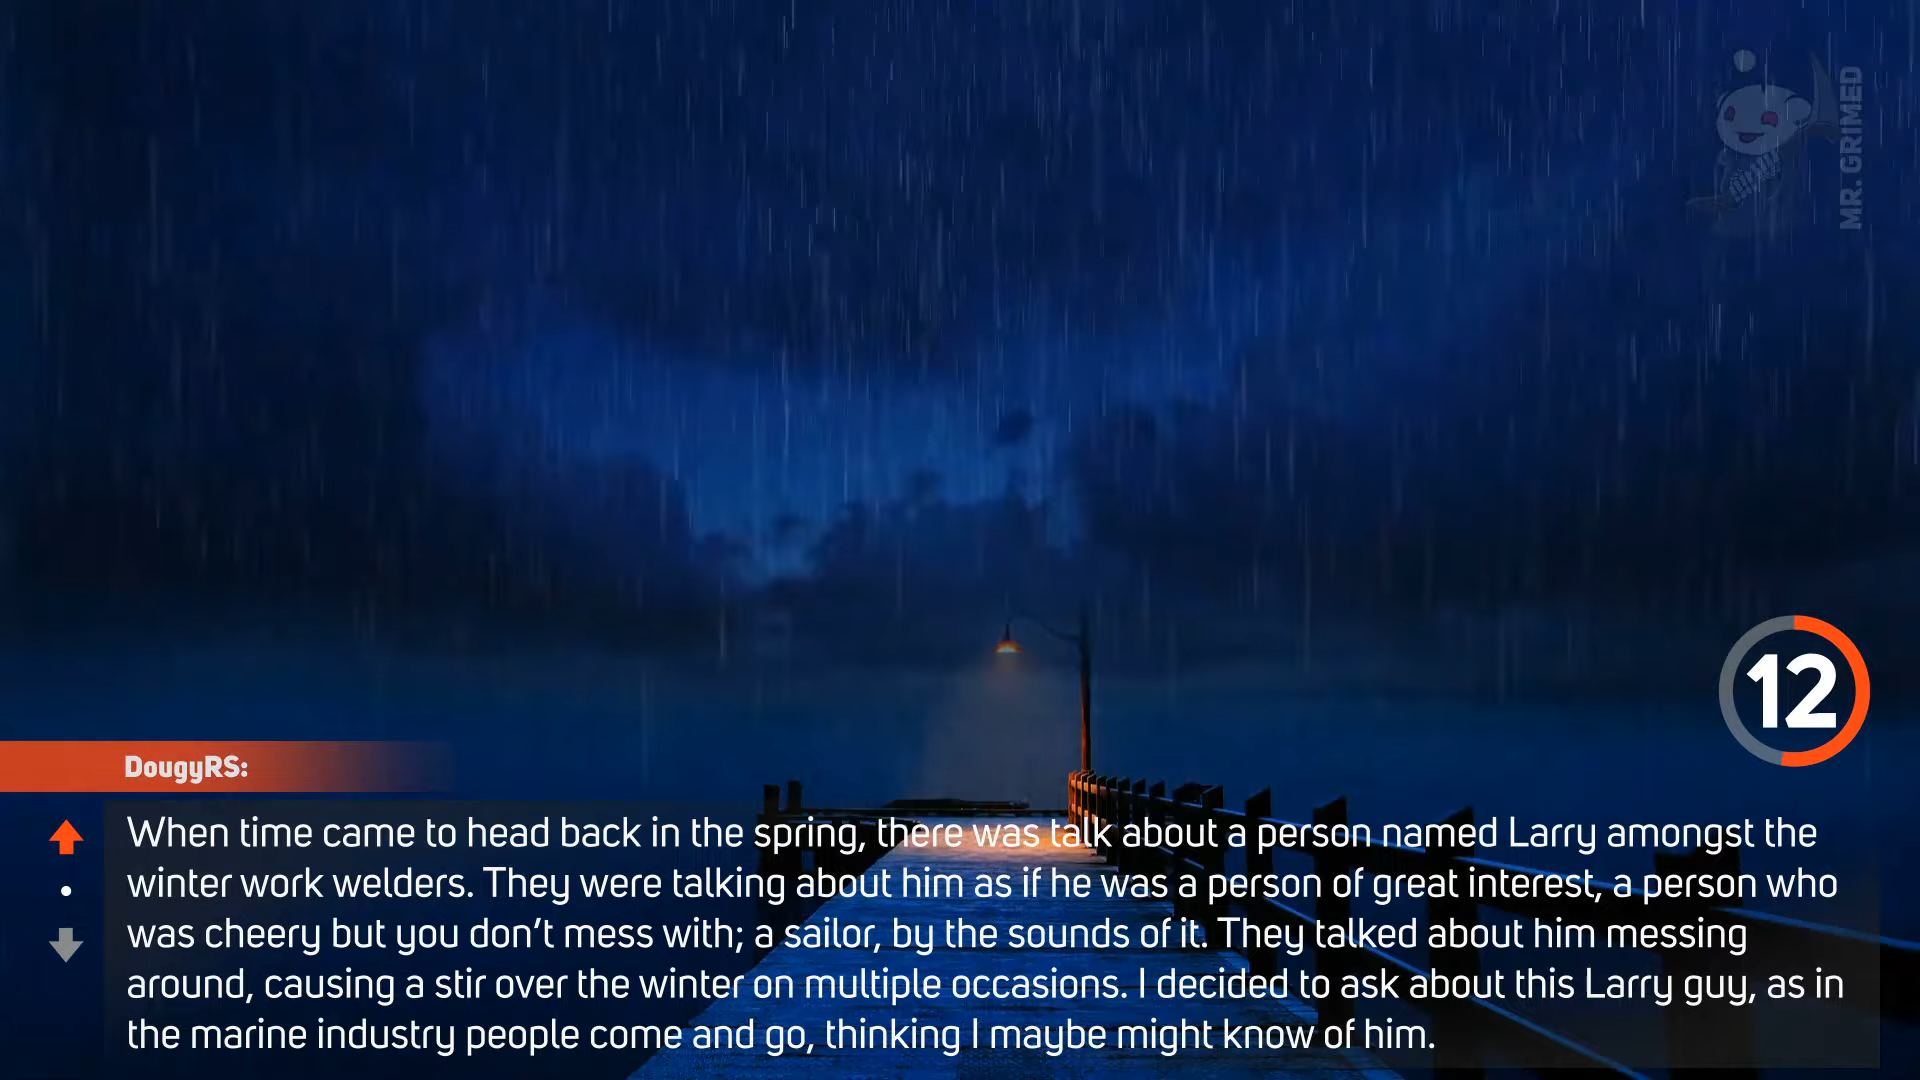 MR. GRIMED
12
DougyRS:
When time came to head back in the spring, there was talk about a person named Larry amongst the
winter work welders. They were talking about him as if he was a person of great interest, a person who
was cheery but you don’t mess with; a sailor, by the sounds of it. They talked about him messing
around, causing a stir over the winter on multiple occasions. I decided to ask about this Larry guy, as in
the marine industry people come and go, thinking I maybe might know of him.